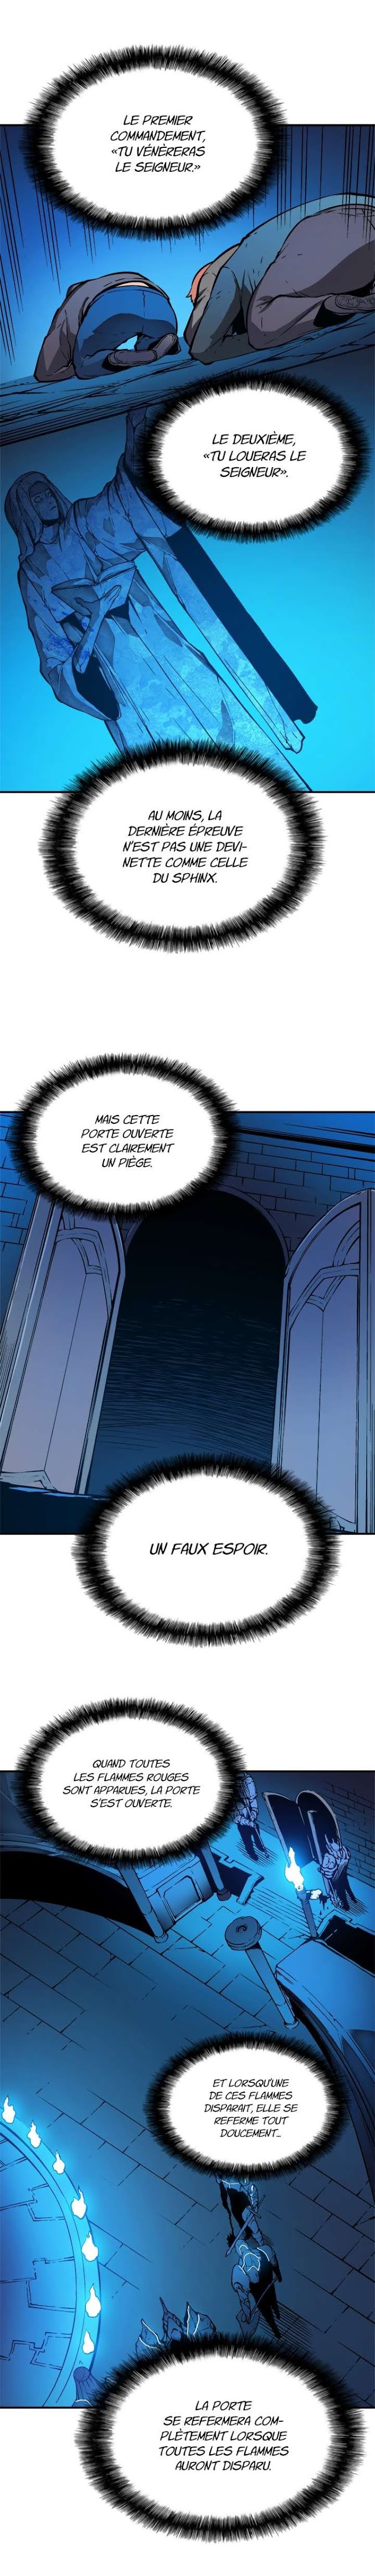 LE PREMIER
COMMANDEMENT,
«TU VÉNÈRERAS
LE SEIGNEUR.»
LE DEUXIÈME,
«TU LOUERAS LE
SEIGNEUR».
AU MOINS, LA
DERNIÈRE ÉPREUVE
N'EST PAS UNE DEVI-
NETTE COMME CELLE
DU SPHINX.
MAIS CETTE
PORTE OUVERTE
EST CLAIREMENT
UN PIÈGE.
UN FAUX ESPOIR.
QUAND TOUTES
LES FLAMMES ROUGES
SONT APPARUES, LA PORTE
S'EST OUVERTE.
ET LORSQU'UNE
DE CES FLAMMES
DISPARAIT, ELLE SE
REFERME TOUT
DOUCEMENT...
LA PORTE
SE REFERMERA COM-
PLÈTEMENT LORSQUE
TOUTES LES FLAMMES
AURONT DISPARU.